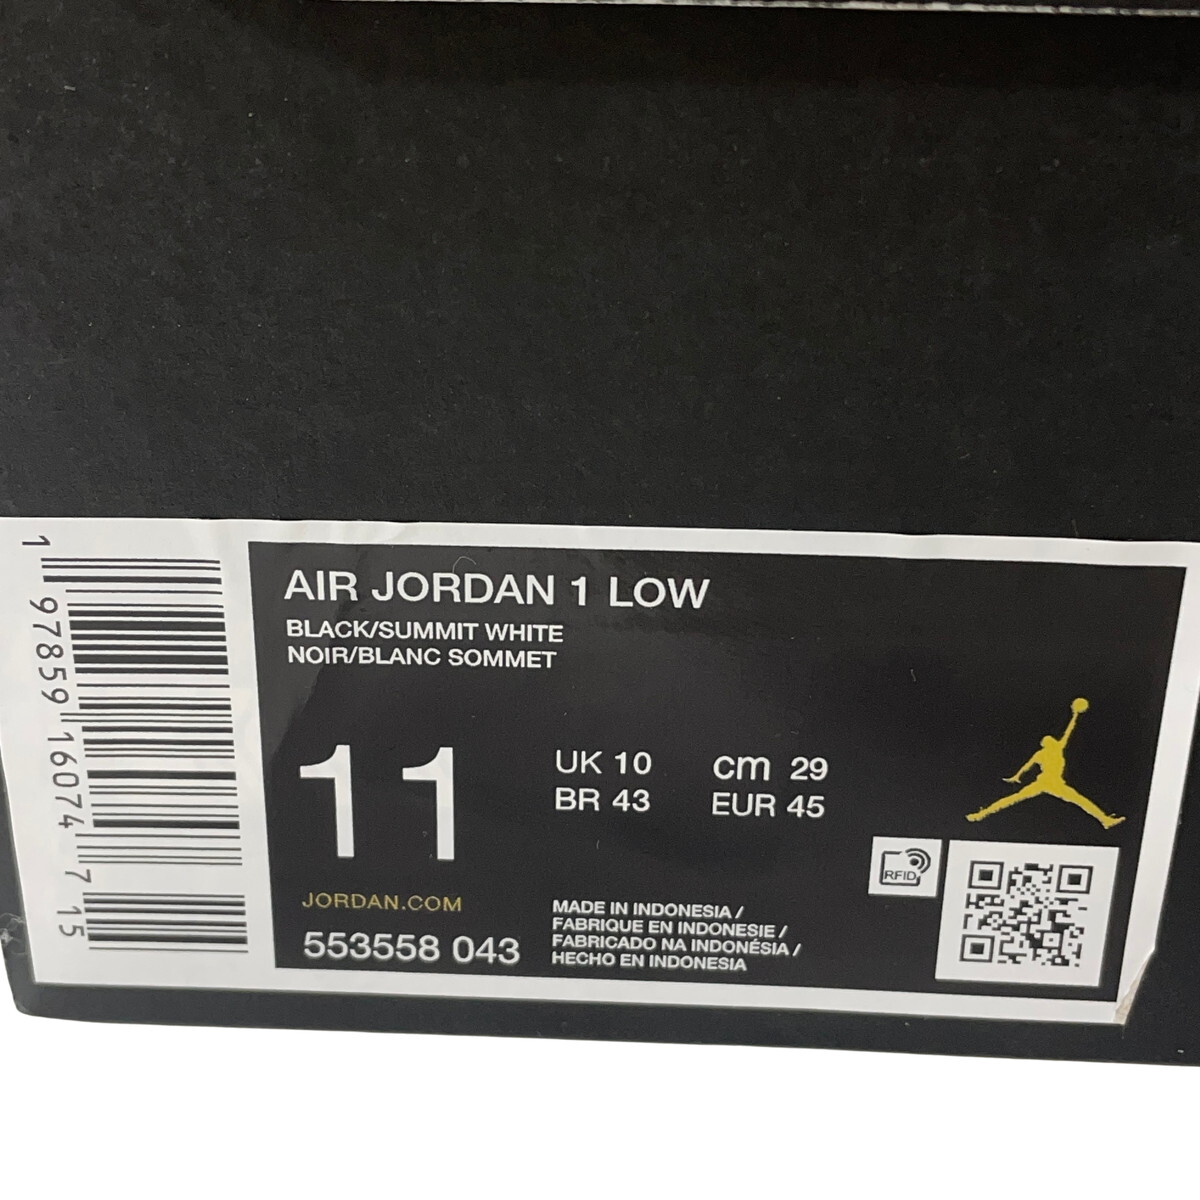 1 97859 16074 7 15
AIR JORDAN 1 LOW
BLACK/SUMMIT WHITE
NOIR/BLANC SOMMET
11
UK 10
cm 29
BR 43
EUR 45
RFID
JORDAN.COM
553558 043
MADE IN INDONESIA /
FABRIQUE EN INDONESIE /
FABRICADO NA INDONÉSIA /
HECHO EN INDONESIA